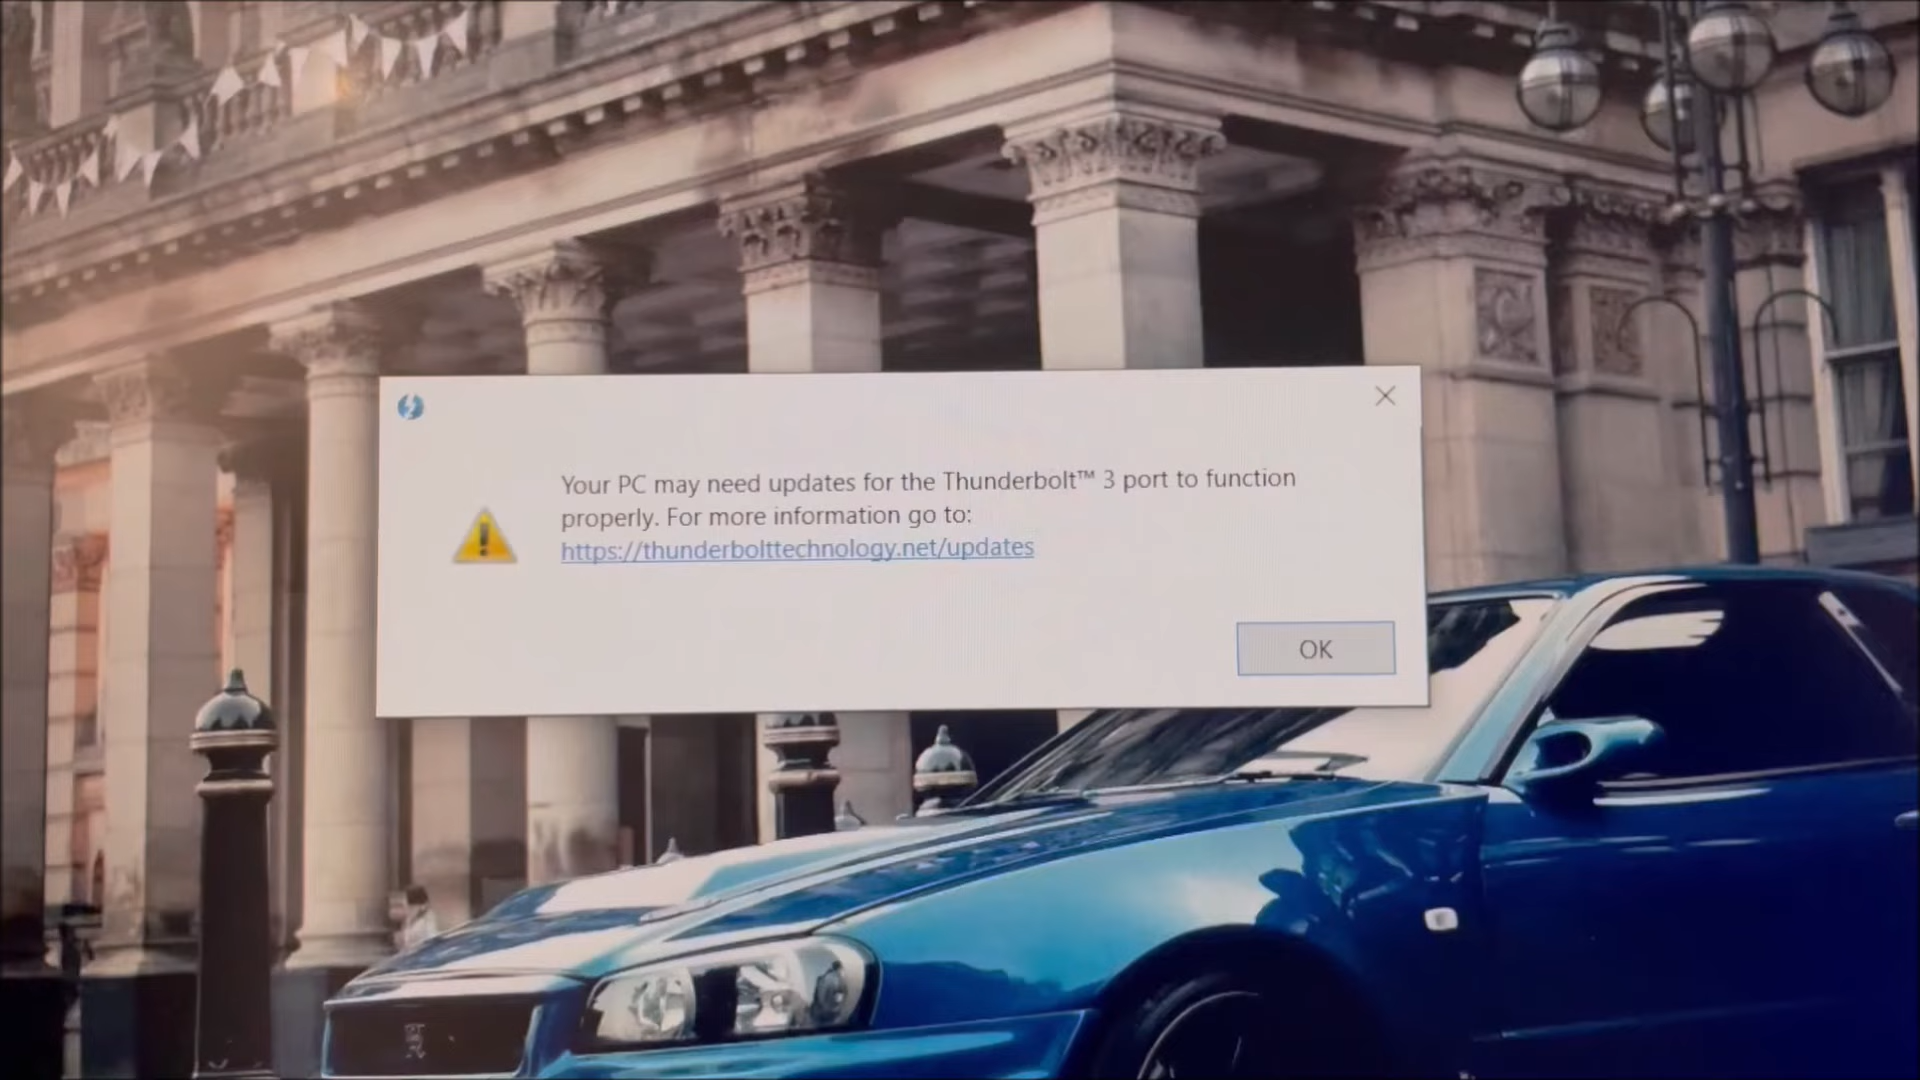 Your PC may need updates for the Thunderbolt™ 3 port to function
properly. For more information go to:
https://thunderbolttechnology.net/updates
OK